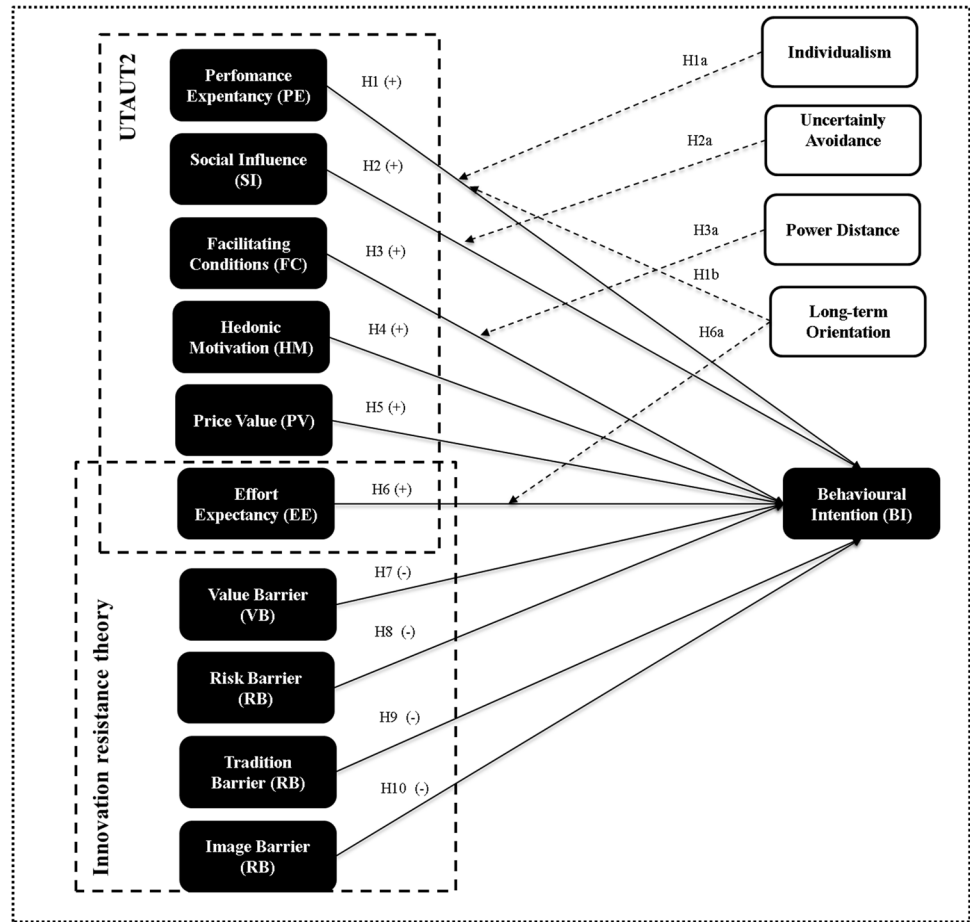 UTAUT2
Perfomance
Expentancy (PE)
H1 (+)
Social Influence
(SI)
H2 (+)
Facilitating
Conditions (FC)
H3 (+)
Hedonic
Motivation (HM)
H4 (+)
Price Value (PV)
H5 (+)
Effort
Expectancy (EE)
H6 (+)
Innovation resistance theory
Value Barrier
(VB)
H7 (-)
Risk Barrier
(RB)
H8 (-)
Tradition
Barrier (RB)
H9 (-)
Image Barrier
(RB)
H10 (-)
H1a
Individualism
H2a
Uncertainly
Avoidance
H3a
Power Distance
H1b
H6a
Long-term
Orientation
Behavioural
Intention (BI)